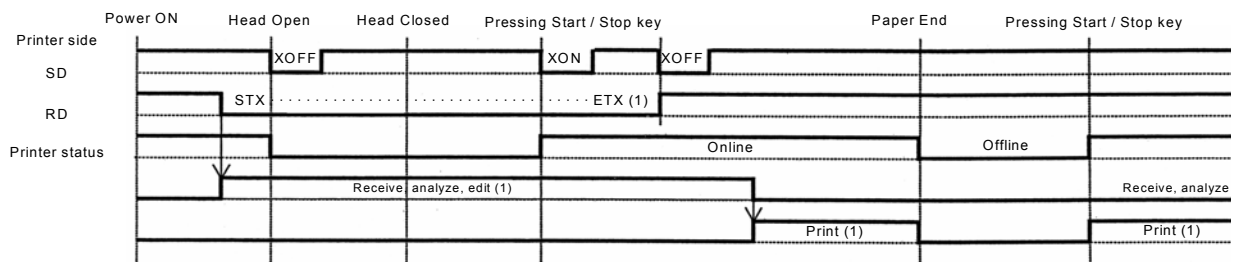 Power ON Head Open Head Closed Pressing Start / Stop key Paper End Pressing Start / Stop key
Printer side
XOFF XON XOFF
SD
STX ETX (1)
RD
Printer status Online Offline
Receive, analyze, edit (1) Receive, analyze
Print (1) Print (1)